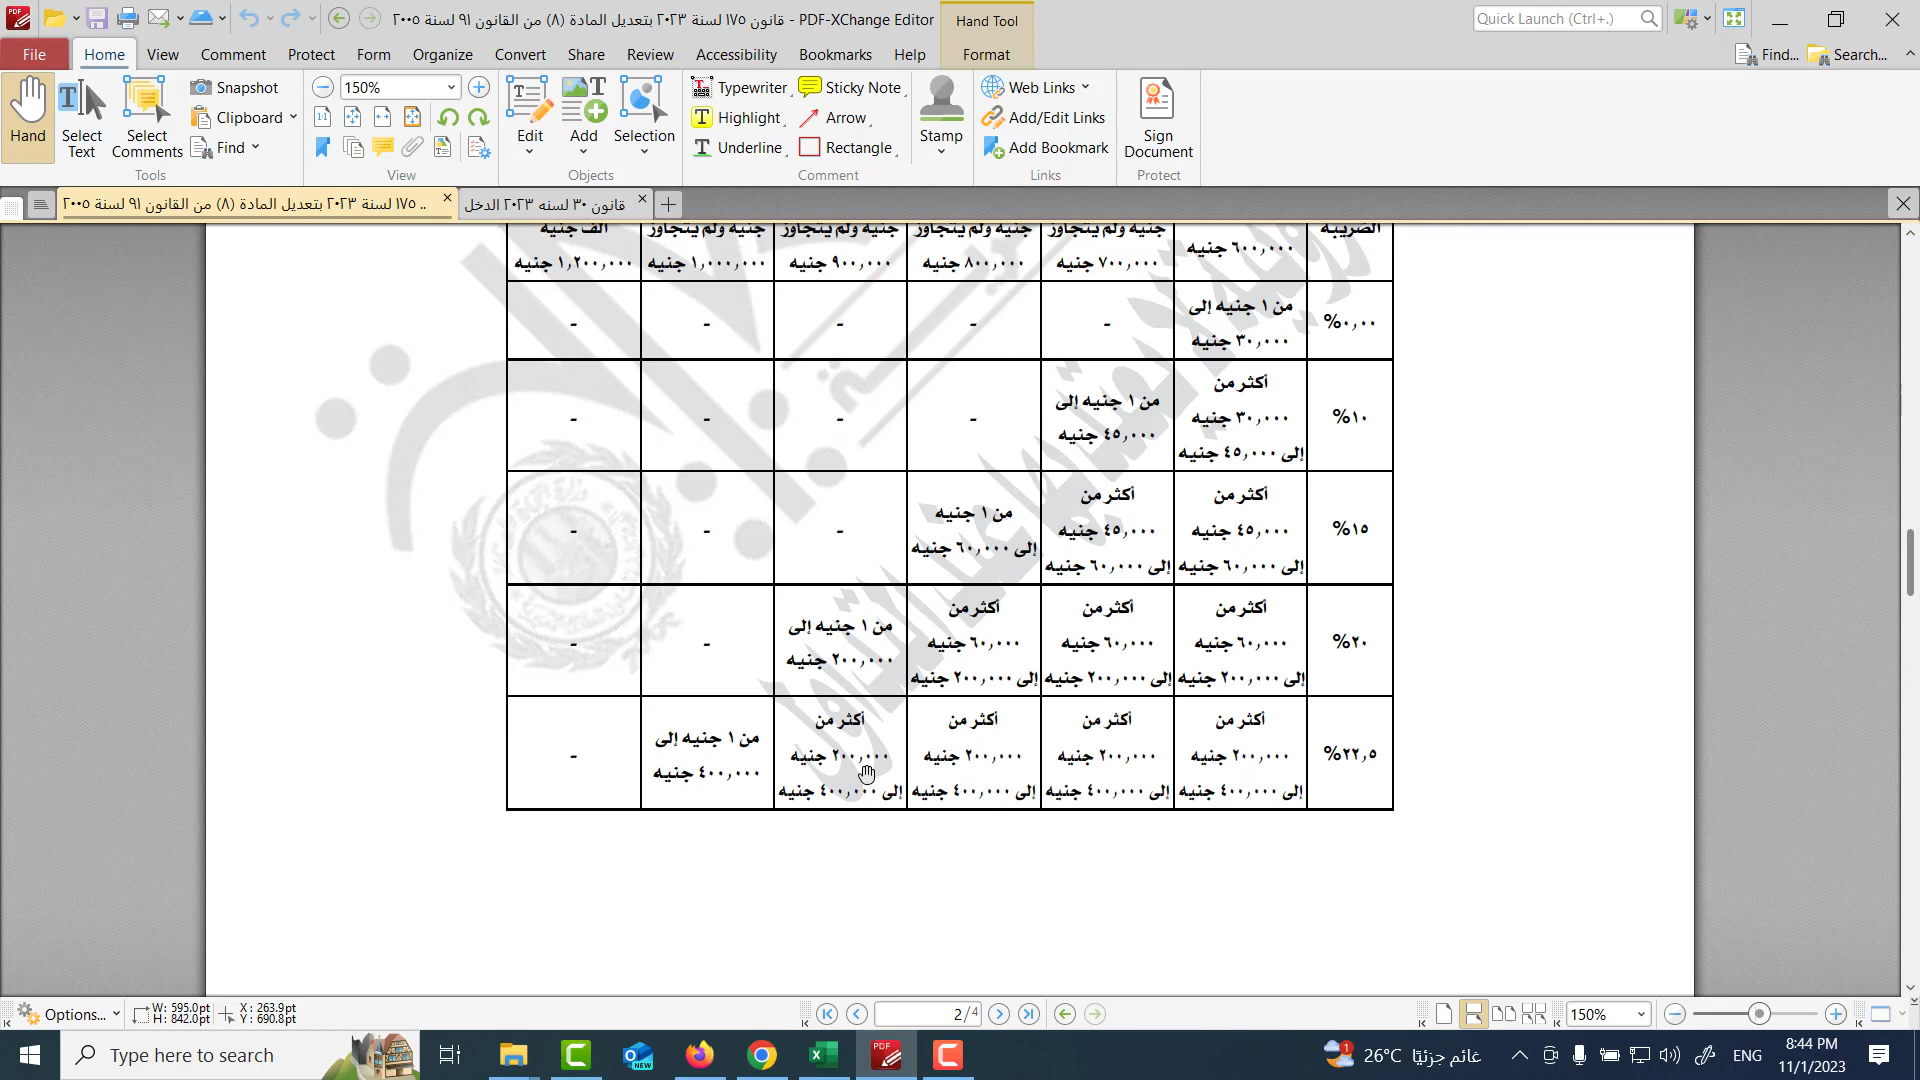 قانون ١٧٥ لسنة ٢٠٢٣ بتعديل المادة (٨) من القانون ٩١ لسنة ٢٠٠٥ - PDF-XChange Editor
Hand Tool
Quick Launch (Ctrl+.)
File Home View Comment Protect Form Organize Convert Share Review Accessibility Bookmarks Help Format
Find... Search...
Hand
Select Text
Select Comments
Snapshot
Clipboard
Find
Tools
150%
View
Edit
Add
Selection
Objects
Typewriter
Highlight
Underline
Sticky Note
Arrow
Rectangle
Stamp
Comment
Web Links
Add/Edit Links
Add Bookmark
Links
Sign Document
Protect
.. ١٧٥ لسنة ٢٠٢٣ بتعديل المادة (٨) من القانون ٩١ لسنة ٢٠٠٥
قانون ٣٠ لسنه ٢٠٢٣ الدخل
الضريبة ٦٠٠,٠٠٠ جنيه جنيه ولم يتجاوز ٧٠٠,٠٠٠ جنيه جنيه ولم يتجاوز ٨٠٠,٠٠٠ جنيه جنيه ولم يتجاوز ٩٠٠,٠٠٠ جنيه جنيه ولم يتجاوز ١,٠٠٠,٠٠٠ جنيه ألف جنيه ١,٢٠٠,٠٠٠ جنيه
٠,٠٠% من ١ جنيه إلى ٣٠,٠٠٠ جنيه - - - - -
١٠% أكثر من ٣٠,٠٠٠ جنيه إلى ٤٥,٠٠٠ جنيه من ١ جنيه إلى ٤٥,٠٠٠ جنيه - - - -
١٥% أكثر من ٤٥,٠٠٠ جنيه إلى ٦٠,٠٠٠ جنيه أكثر من ٤٥,٠٠٠ جنيه إلى ٦٠,٠٠٠ جنيه من ١ جنيه إلى ٦٠,٠٠٠ جنيه - - -
٢٠% أكثر من ٦٠,٠٠٠ جنيه إلى ٢٠٠,٠٠٠ جنيه أكثر من ٦٠,٠٠٠ جنيه إلى ٢٠٠,٠٠٠ جنيه أكثر من ٦٠,٠٠٠ جنيه إلى ٢٠٠,٠٠٠ جنيه من ١ جنيه إلى ٢٠٠,٠٠٠ جنيه - -
٢٢,٥% أكثر من ٢٠٠,٠٠٠ جنيه إلى ٤٠٠,٠٠٠ جنيه أكثر من ٢٠٠,٠٠٠ جنيه إلى ٤٠٠,٠٠٠ جنيه أكثر من ٢٠٠,٠٠٠ جنيه إلى ٤٠٠,٠٠٠ جنيه أكثر من ٢٠٠,٠٠٠ جنيه إلى ٤٠٠,٠٠٠ جنيه من ١ جنيه إلى ٤٠٠,٠٠٠ جنيه -
Options...
W: 595.0pt
H: 842.0pt
X: 263.9pt
Y: 690.8pt
2/4
150%
Type here to search
NEW
26°C غائم جزئيًا
ENG
8:44 PM
11/1/2023